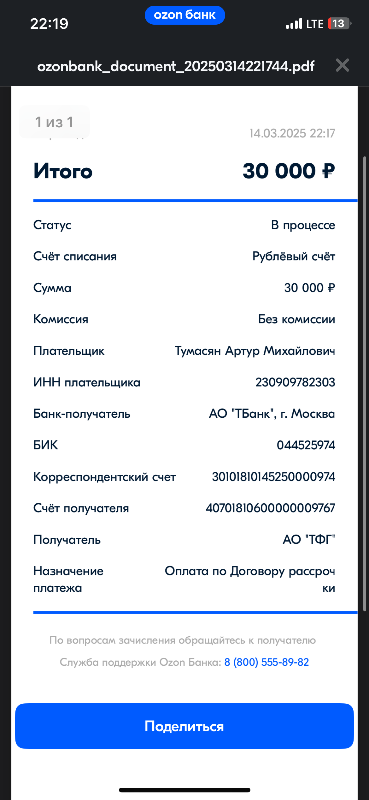 22:19
ozon банк
LTE 13
ozonbank_document_20250314221744.pdf
1 из 1
14.03.2025 22:17
Итого 30 000 ₽
Статус В процессе
Счёт списания Рублёвый счёт
Сумма 30 000 ₽
Комиссия Без комиссии
Плательщик Тумасян Артур Михайлович
ИНН плательщика 230909782303
Банк-получатель АО "ТБанк", г. Москва
БИК 044525974
Корреспондентский счет 30101810145250000974
Счёт получателя 40701810600000009767
Получатель АО "ТФГ"
Назначение Оплата по Договору рассроч
платежа ки
По вопросам зачисления обращайтесь к получателю
Служба поддержки Ozon Банка: 8 (800) 555-89-82
Поделиться